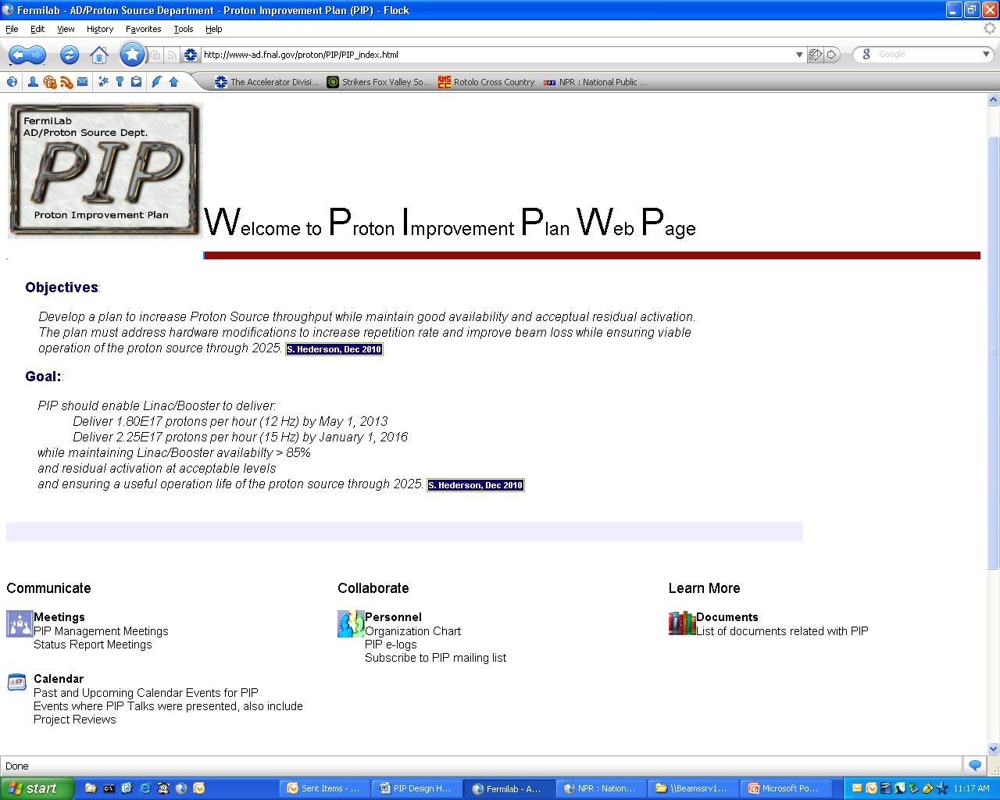 Fermilab - AD/Proton Source Department - Proton Improvement Plan (PIP) - Flock
File Edit View History Favorites Tools Help
http://www-ad.fnal.gov/proton/PIP/PIP_index.html
Google
The Accelerator Divisi...
Strikers Fox Valley So...
Rotolo Cross Country
NPR : National Public ...
FermiLab
AD/Proton Source Dept.
PIP
Proton Improvement Plan
Welcome to Proton Improvement Plan Web Page
Objectives:
Develop a plan to increase Proton Source throughput while maintain good availability and acceptual residual activation.
The plan must address hardware modifications to increase repetition rate and improve beam loss while ensuring viable
operation of the proton source through 2025. S. Hederson, Dec 2010
Goal::
PIP should enable Linac/Booster to deliver:
Deliver 1.80E17 protons per hour (12 Hz) by May 1, 2013
Deliver 2.25E17 protons per hour (15 Hz) by January 1, 2016
while maintaining Linac/Booster availabilty > 85%
and residual activation at acceptable levels
and ensuring a useful operation life of the proton source through 2025. S. Hederson, Dec 2010
Communicate
Meetings
PIP Management Meetings
Status Report Meetings
Calendar
Past and Upcoming Calendar Events for PIP
Events where PIP Talks were presented, also include
Project Reviews
Collaborate
Personnel
Organization Chart
PIP e-logs
Subscribe to PIP mailing list
Learn More
Documents
List of documents related with PIP
Done
start
Sent Items - ...
PIP Design H...
Fermilab - A...
NPR : Nation...
\\Beamssrv1...
Microsoft Po...
11:17 AM